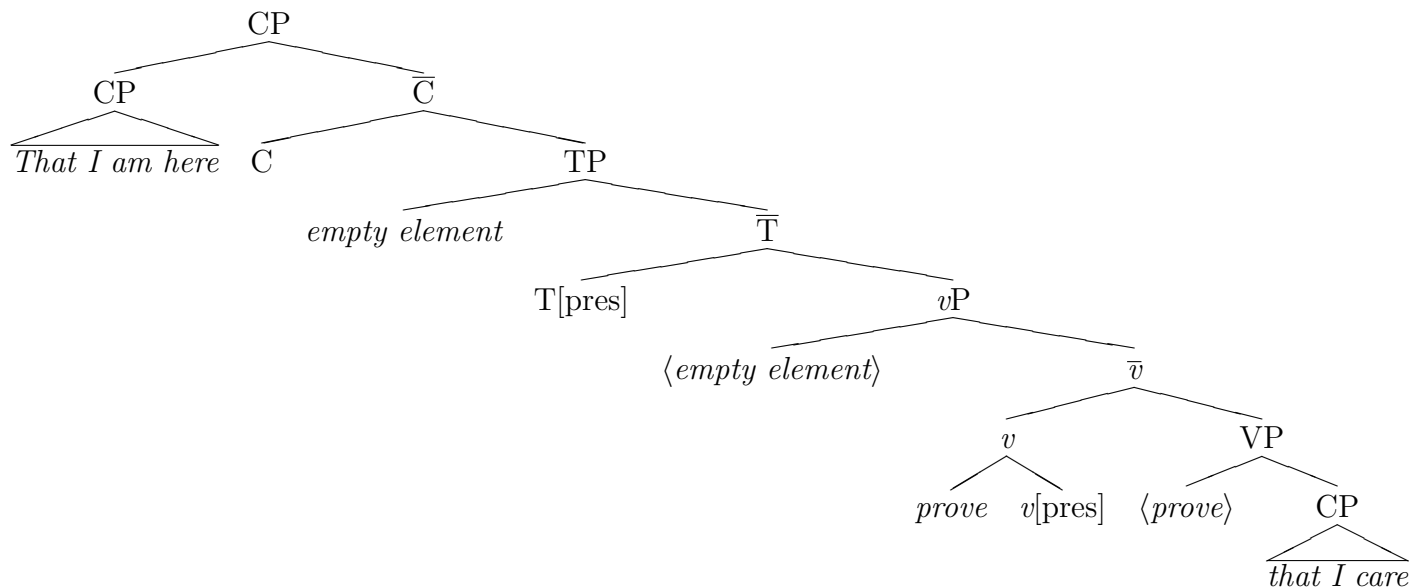 CP
CP C̅
That I am here C TP
empty element T̅
T[pres] vP
⟨empty element⟩ v̅
v VP
prove v[pres] ⟨prove⟩ CP
that I care